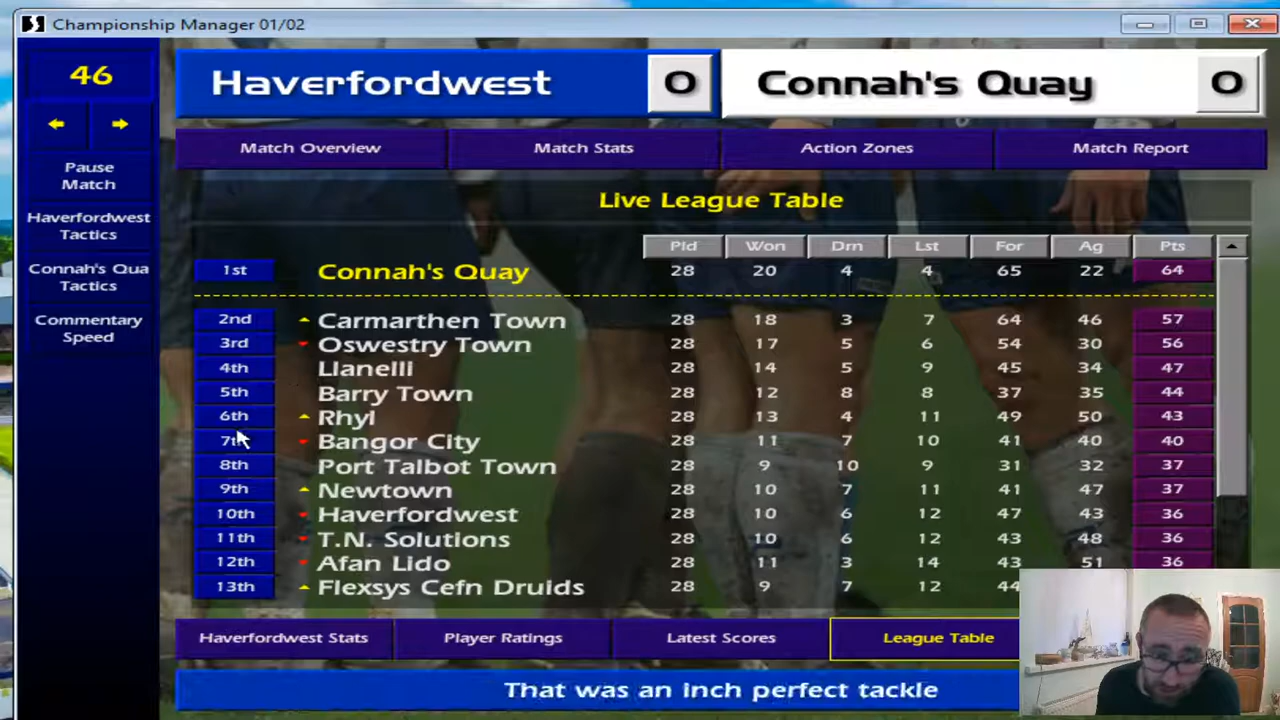 Championship Manager 01/02
46
Haverfordwest 0 Connah's Quay 0
Match Overview Match Stats Action Zones Match Report
Pause
Match
Haverfordwest
Tactics
Connah's Qua
Tactics
Commentary
Speed
Live League Table
Pld Won Drn Lst For Ag Pts
1st Connah's Quay 28 20 4 4 65 22 64
2nd Carmarthen Town 28 18 3 7 64 46 57
3rd Oswestry Town 28 17 5 6 54 30 56
4th Llanelli 28 14 5 9 45 34 47
5th Barry Town 28 12 8 8 37 35 44
6th Rhyl 28 13 4 11 49 50 43
7th Bangor City 28 11 7 10 41 40 40
8th Port Talbot Town 28 9 10 9 31 32 37
9th Newtown 28 10 7 11 41 47 37
10th Haverfordwest 28 10 6 12 47 43 36
11th T.N. Solutions 28 10 6 12 43 48 36
12th Afan Lido 28 11 3 14 43 51 36
13th Flexsys Cefn Druids 28 9 7 12 44
Haverfordwest Stats Player Ratings Latest Scores League Table
That was an inch perfect tackle